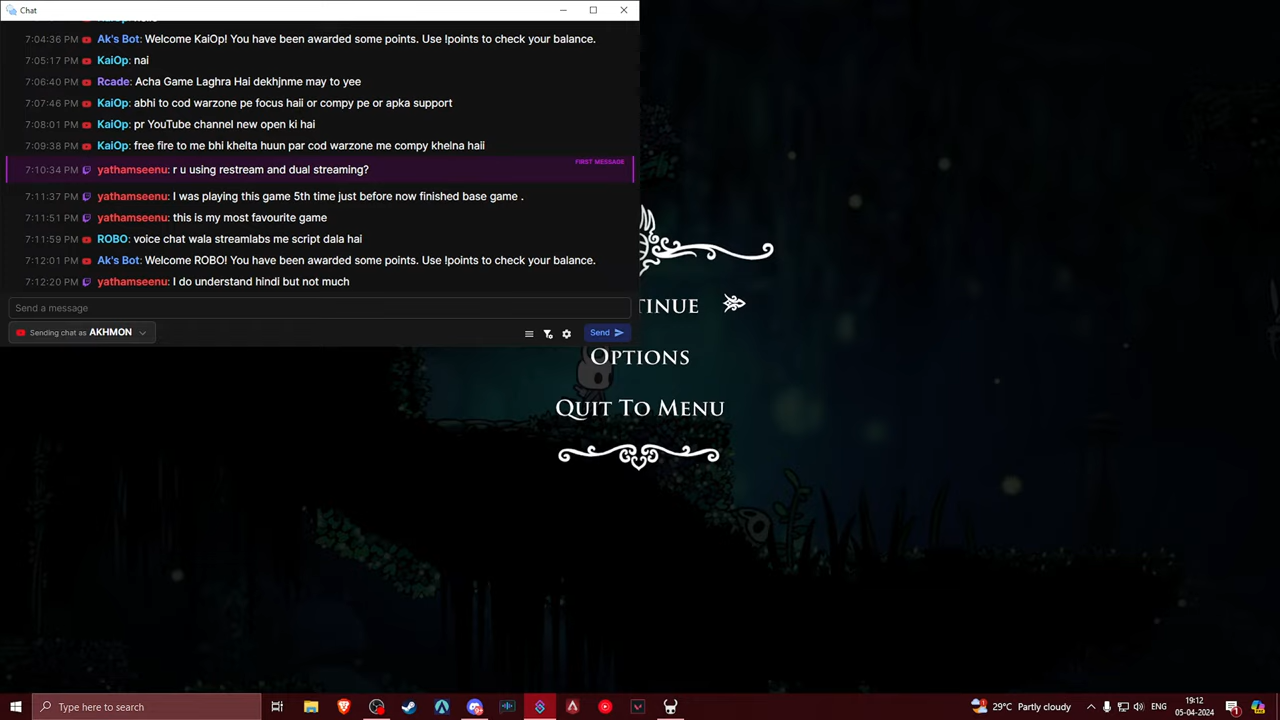 Chat
7:04:36 PM Ak's Bot: Welcome KaiOp! You have been awarded some points. Use !points to check your balance.
7:05:17 PM KaiOp: nai
7:06:40 PM Rcade: Acha Game Laghra Hai dekhjnme may to yee
7:07:46 PM KaiOp: abhi to cod warzone pe focus haii or compy pe or apka support
7:08:01 PM KaiOp: pr YouTube channel new open ki hai
7:09:38 PM KaiOp: free fire to me bhi khelta huun par cod warzone me compy khelna haii
FIRST MESSAGE
7:10:34 PM yathamseenu: r u using restream and dual streaming?
7:11:37 PM yathamseenu: I was playing this game 5th time just before now finished base game .
7:11:51 PM yathamseenu: this is my most favourite game
7:11:59 PM ROBO: voice chat wala streamlabs me script dala hai
7:12:01 PM Ak's Bot: Welcome ROBO! You have been awarded some points. Use !points to check your balance.
7:12:20 PM yathamseenu: I do understand hindi but not much
Send a message
Sending chat as AKHMON
Send
TINUE
OPTIONS
QUIT TO MENU
Type here to search
29°C Partly cloudy
ENG
19:12
05-04-2024
1